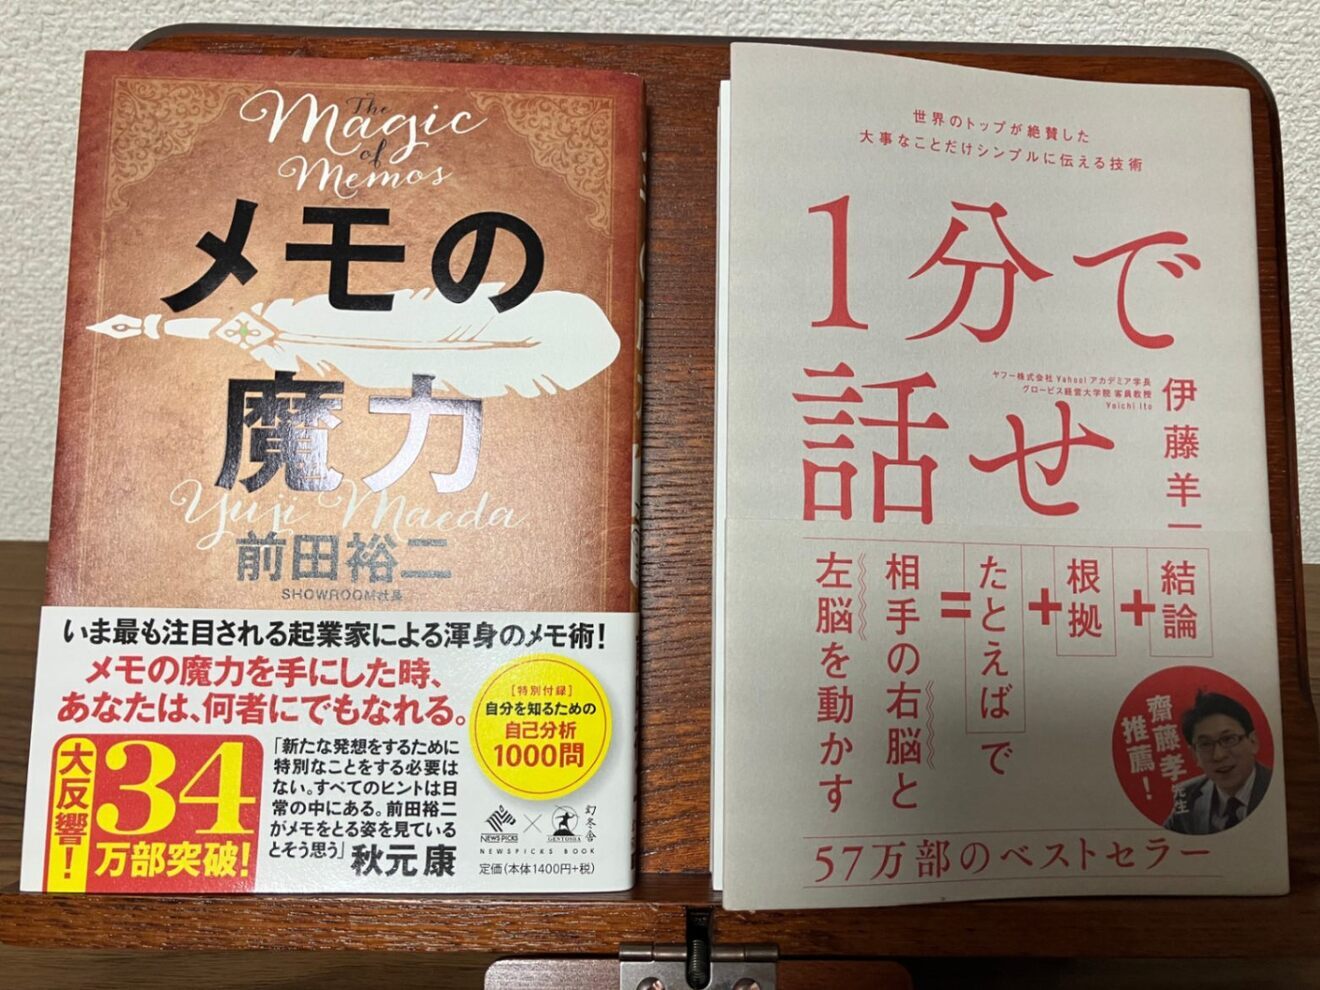 The
Magic
of
Memos
メモの
魔力
Yuji Maeda
前田裕二
SHOWROOM社長
いま最も注目される起業家による渾身のメモ術!
メモの魔力を手にした時、
あなたは、何者にでもなれる。
大反響!
34
万部突破!
「新たな発想をするために
特別なことをする必要は
ない。すべてのヒントは日
常の中にある。前田裕二
がメモをとる姿を見ている
とそう思う」秋元 康
[特別付録]
自分を知るための
自己分析
1000問
NEWS PICKS
×
GENTOSHA
幻冬舎
NEWSPICKS BOOK
定価(本体1400円+税)
世界のトップが絶賛した
大事なことだけシンプルに伝える技術
1分で
話せ
ヤフー株式会社 Yahoo!アカデミア学長
グロービス経営大学院 客員教授
Yoichi Ito
伊藤羊一
結論
+
根拠
+
たとえばで
=
相手の右脳と
左脳を動かす
齋藤孝先生
推薦!
57万部のベストセラー